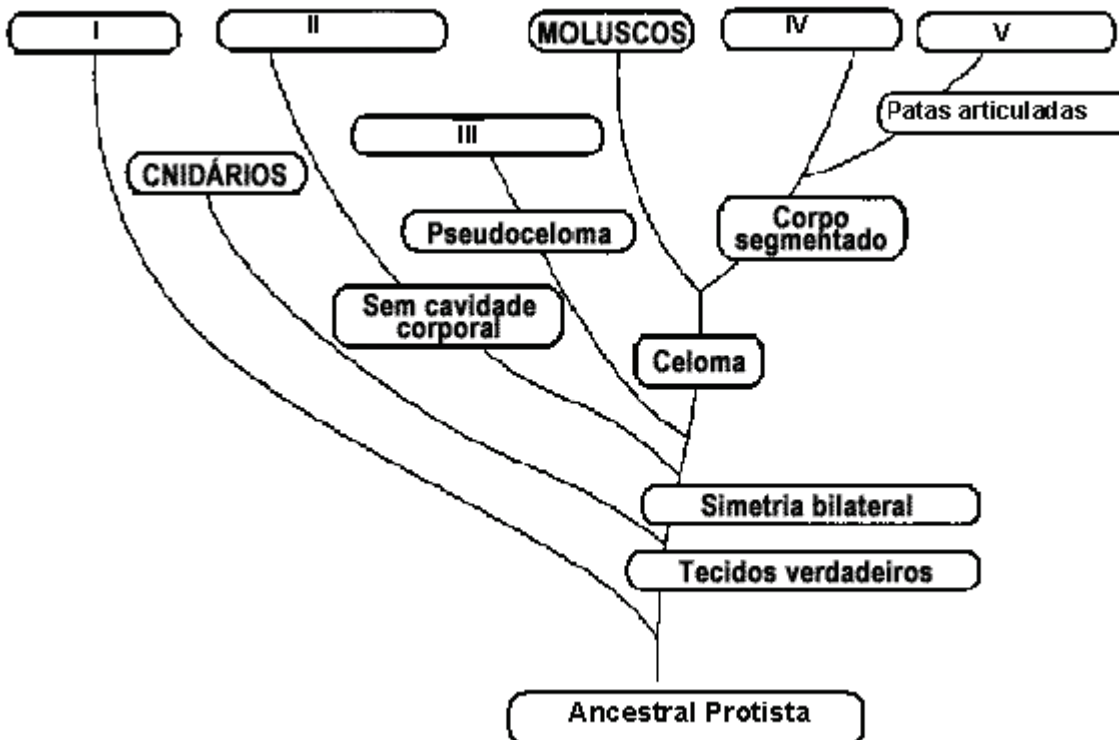 I
II
MOLUSCOS
IV
V
Patas articuladas
III
CNIDÁRIOS
Corpo
segmentado
Pseudoceloma
Sem cavidade
corporal
Celoma
Simetria bilateral
Tecidos verdadeiros
Ancestral Protista